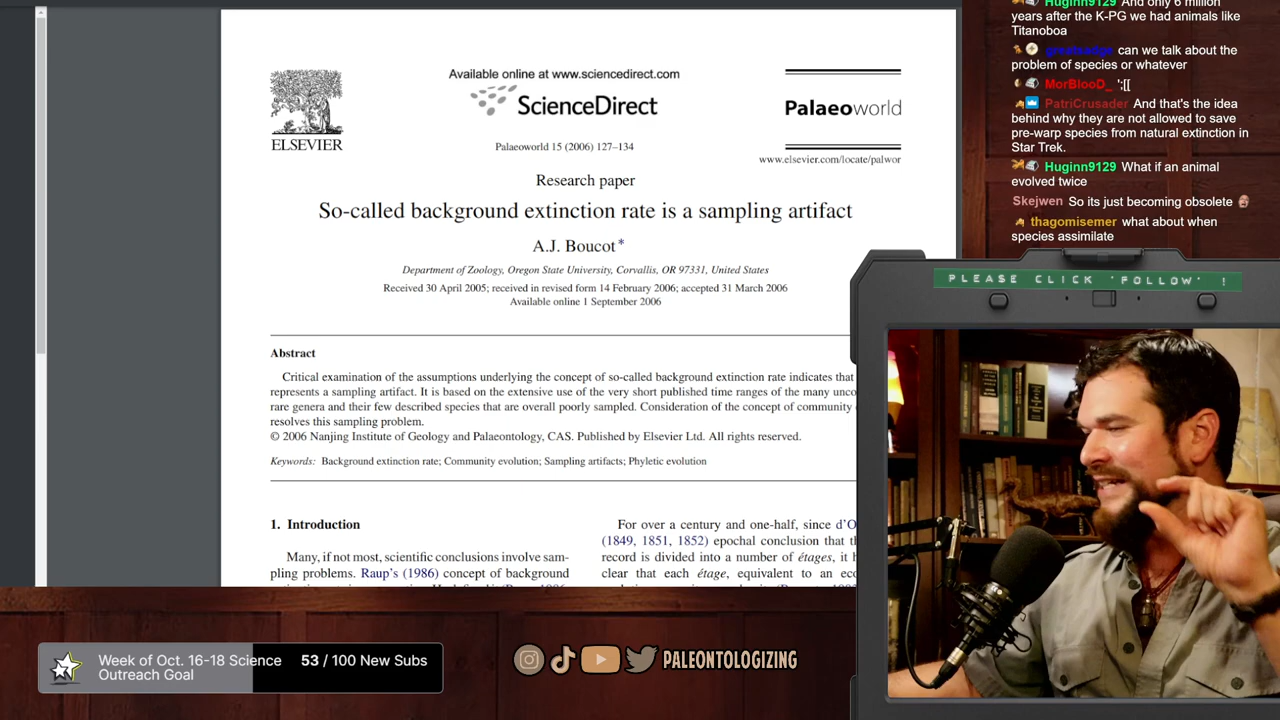 Available online at www.sciencedirect.com
ScienceDirect
ELSEVIER
Palaeoworld
Palaeoworld 15 (2006) 127–134
www.elsevier.com/locate/palwor
Research paper
So-called background extinction rate is a sampling artifact
A.J. Boucot *
Department of Zoology, Oregon State University, Corvallis, OR 97331, United States
Received 30 April 2005; received in revised form 14 February 2006; accepted 31 March 2006
Available online 1 September 2006
Abstract
Critical examination of the assumptions underlying the concept of so-called background extinction rate indicates that
represents a sampling artifact. It is based on the extensive use of the very short published time ranges of the many
rare genera and their few described species that are overall poorly sampled. Consideration of the concept of community
resolves this sampling problem.
© 2006 Nanjing Institute of Geology and Palaeontology, CAS. Published by Elsevier Ltd. All rights reserved.
Keywords: Background extinction rate; Community evolution; Sampling artifacts; Phyletic evolution
1. Introduction
Many, if not most, scientific conclusions involve sam-
pling problems. Raup's (1986) concept of background
For over a century and one-half, since
(1849, 1851, 1852) epochal conclusion that
record is divided into a number of étages, it
clear that each étage, equivalent to an
Huginn9129 And only 6 million
years after the K-PG we had animals like
Titanoboa
can we talk about the
problem of species or whatever
MorBlooD_ ';[[
PatriCrusader And that's the idea
behind why they are not allowed to save
pre-warp species from natural extinction in
Star Trek.
Huginn9129 What if an animal
evolved twice
Skejwen So its just becoming obsolete
thagomisemer what about when
species assimilate
PLEASE CLICK 'FOLLOW' !
Week of Oct. 16-18 Science
Outreach Goal
53 / 100 New Subs
PALEONTOLOGIZING